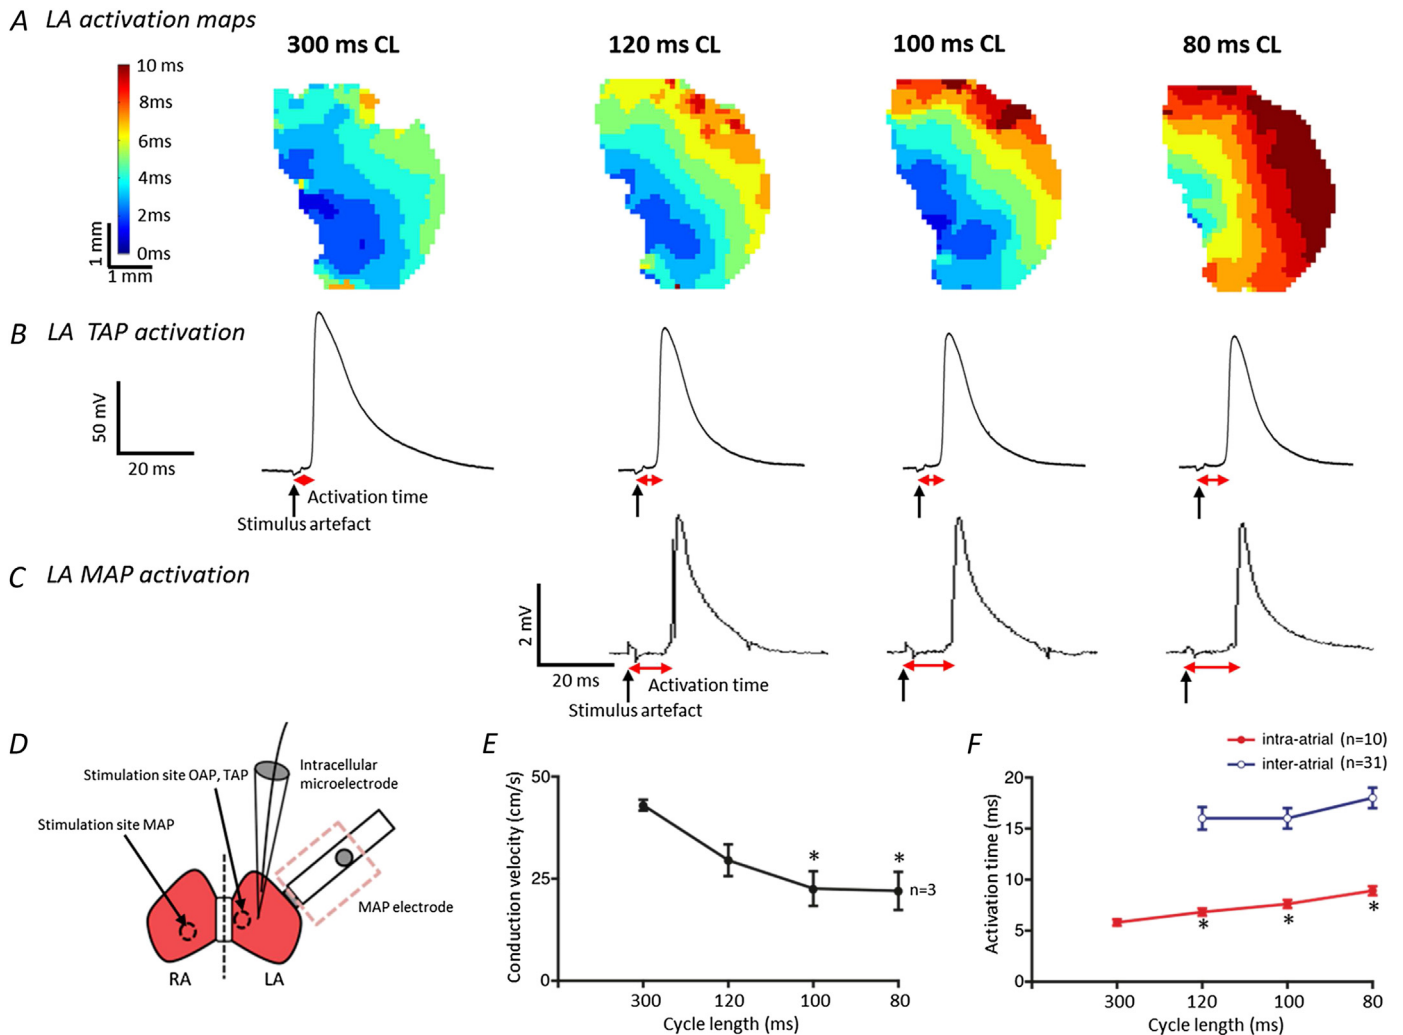 A LA activation maps
300 ms CL 120 ms CL 100 ms CL 80 ms CL
10 ms
8ms
6ms
4ms
2ms
0ms
1 mm
1 mm
B LA TAP activation
50 mV
20 ms
Activation time
Stimulus artefact
C LA MAP activation
2 mV
20 ms
Activation time
Stimulus artefact
D
Stimulation site OAP, TAP
Intracellular
microelectrode
Stimulation site MAP
MAP electrode
RA LA
E
Conduction velocity (cm/s)
50
25
0
* *
n=3
300 120 100 80
Cycle length (ms)
F
intra-atrial (n=10)
inter-atrial (n=31)
Activation time (ms)
20
15
10
5
0
* * *
300 120 100 80
Cycle length (ms)